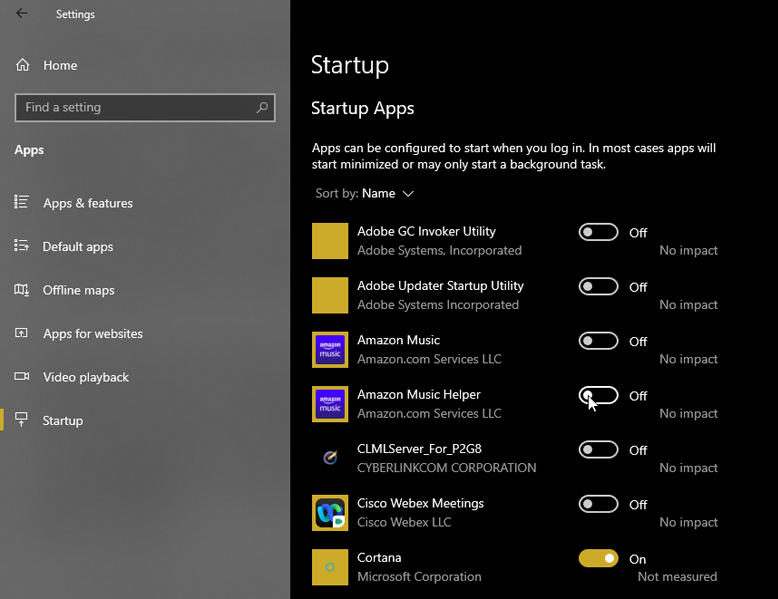 Settings
Home
Find a setting
Apps
Apps & features
Default apps
Offline maps
Apps for websites
Video playback
Startup
Startup
Startup Apps
Apps can be configured to start when you log in. In most cases apps will
start minimized or may only start a background task.
Sort by: Name
Adobe GC Invoker Utility
Off
Adobe Systems, Incorporated
No impact
Adobe Updater Startup Utility
Off
Adobe Systems Incorporated
No impact
amazon
music
Amazon Music
Off
Amazon.com Services LLC
No impact
amazon
music
Amazon Music Helper
Off
Amazon.com Services LLC
No impact
CLMLServer_For_P2G8
Off
CYBERLINKCOM CORPORATION
No impact
Cisco Webex Meetings
Off
Cisco Webex LLC
No impact
Cortana
On
Microsoft Corporation
Not measured